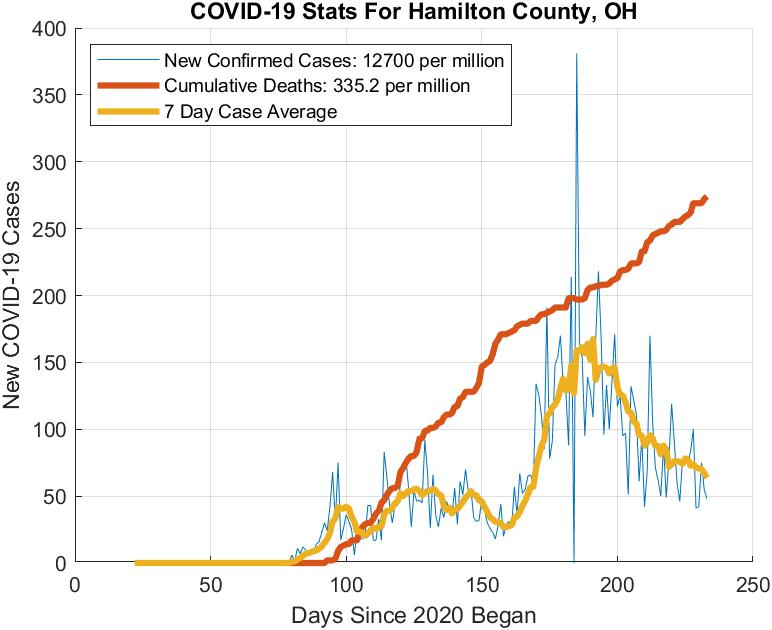 COVID-19 Stats For Hamilton County, OH
New Confirmed Cases: 12700 per million
Cumulative Deaths: 335.2 per million
7 Day Case Average
New COVID-19 Cases
400
350
300
250
200
150
100
50
0
0 50 100 150 200 250
Days Since 2020 Began